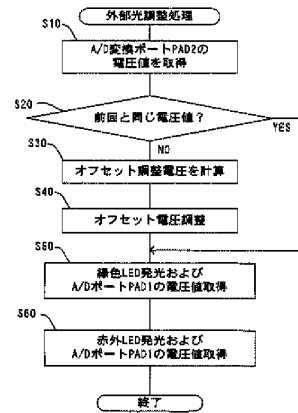 外部光調整処理
S10
A/D変換ポートPAD2の
電圧値を取得
S20
前回と同じ電圧値？
YES
NO
S30
オフセット調整電圧を計算
S40
オフセット電圧調整
S50
緑色LED発光および
A/DポートPAD1の電圧値取得
S60
赤外LED発光および
A/DポートPAD1の電圧値取得
終了